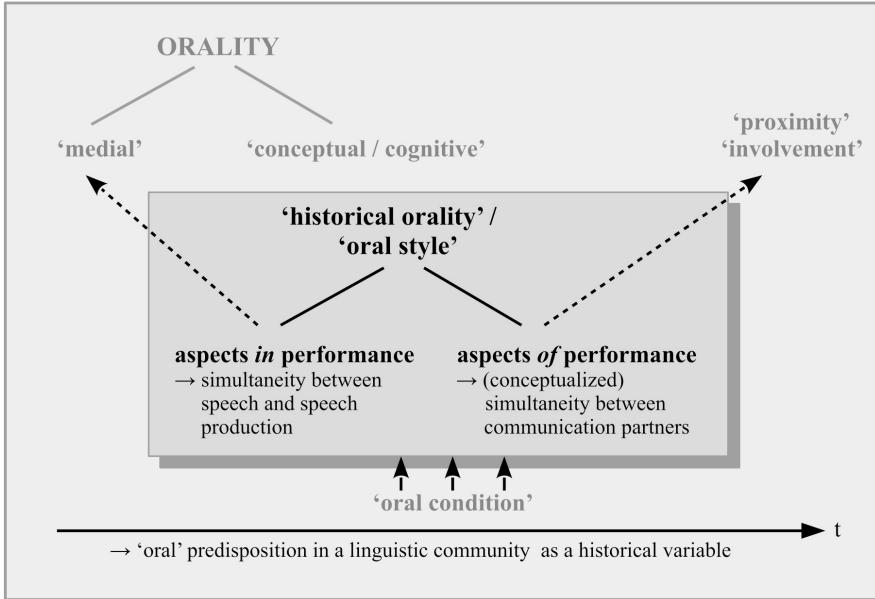 ORALITY
‘medial’
‘conceptual / cognitive’
‘proximity’
‘involvement’
‘historical orality’ /
‘oral style’
aspects in performance
→ simultaneity between
speech and speech
production
aspects of performance
→ (conceptualized)
simultaneity between
communication partners
‘oral condition’
t
→ ‘oral’ predisposition in a linguistic community as a historical variable